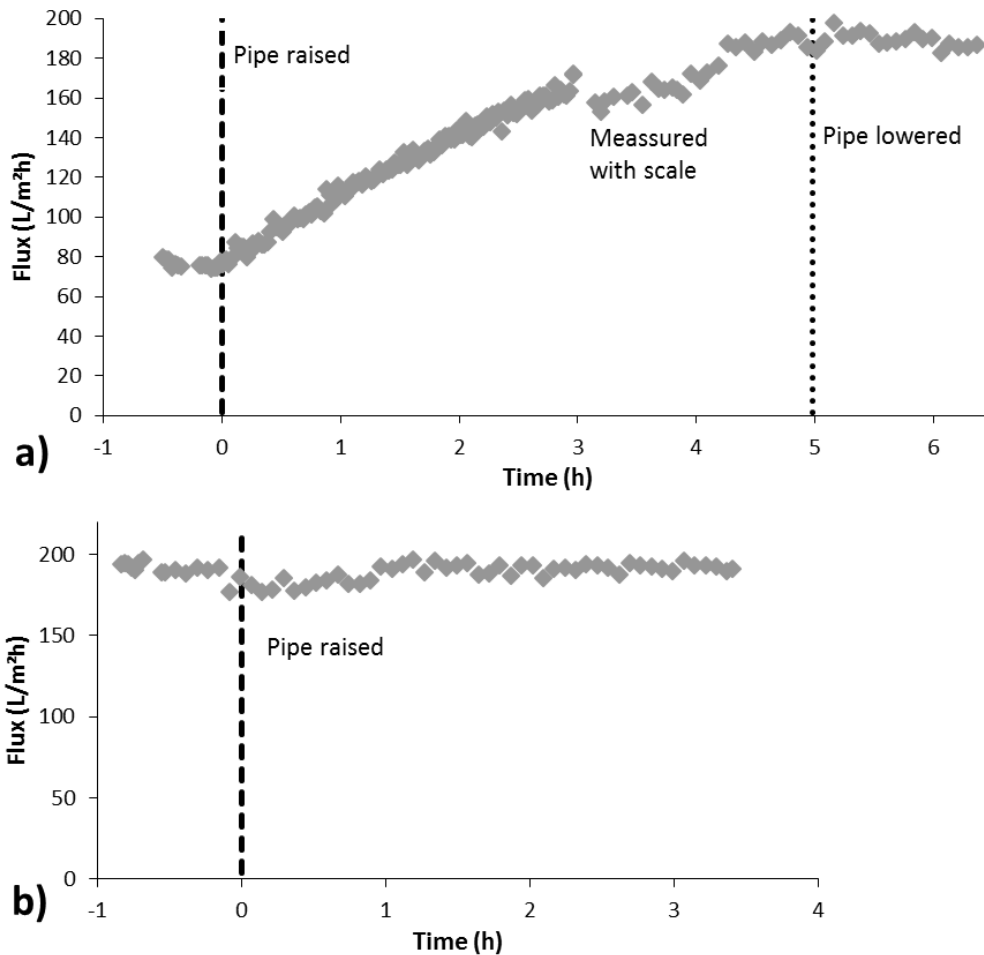 200
180
160
140
120
100
80
60
40
20
0
Flux (L/m²h)
Pipe raised
Meassured
with scale
Pipe lowered
-1 0 1 2 3 4 5 6
Time (h)
a)
200
150
100
50
0
Flux (L/m²h)
Pipe raised
-1 0 1 2 3 4
Time (h)
b)